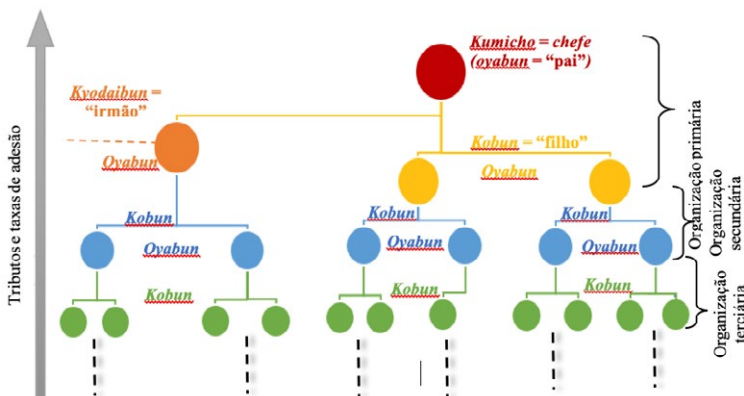 Kumicho = chefe
(oyabun = “pai”)
Kyodaibun =
“irmão”
Oyabun
Kobun = “filho”
Oyabun
Kobun
Oyabun
Kobun
Kobun
Oyabun
Kobun
Kobun
Oyabun
Kobun
Tributos e taxas de adesão
Organização primária
Organização
secundária
Organização
terciária